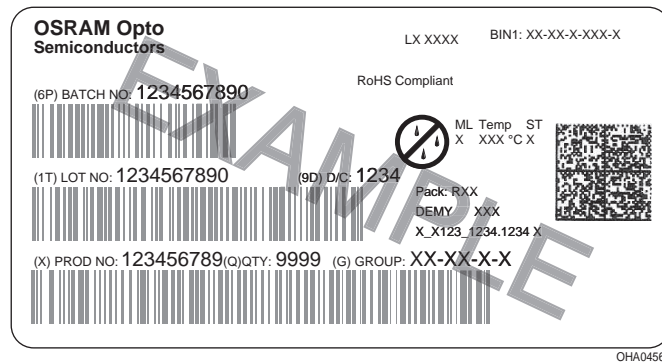 OSRAM Opto
Semiconductors
LX XXXX
BIN1: XX-XX-X-XXX-X
RoHS Compliant
(6P) BATCH NO: 1234567890
ML Temp ST
X XXX °C X
(1T) LOT NO: 1234567890 (9D) D/C: 1234
Pack: RXX
DEMY XXX
X_X123_1234.1234 X
(X) PROD NO: 123456789(Q)QTY: 9999 (G) GROUP: XX-XX-X-X
EXAMPLE
OHA0456